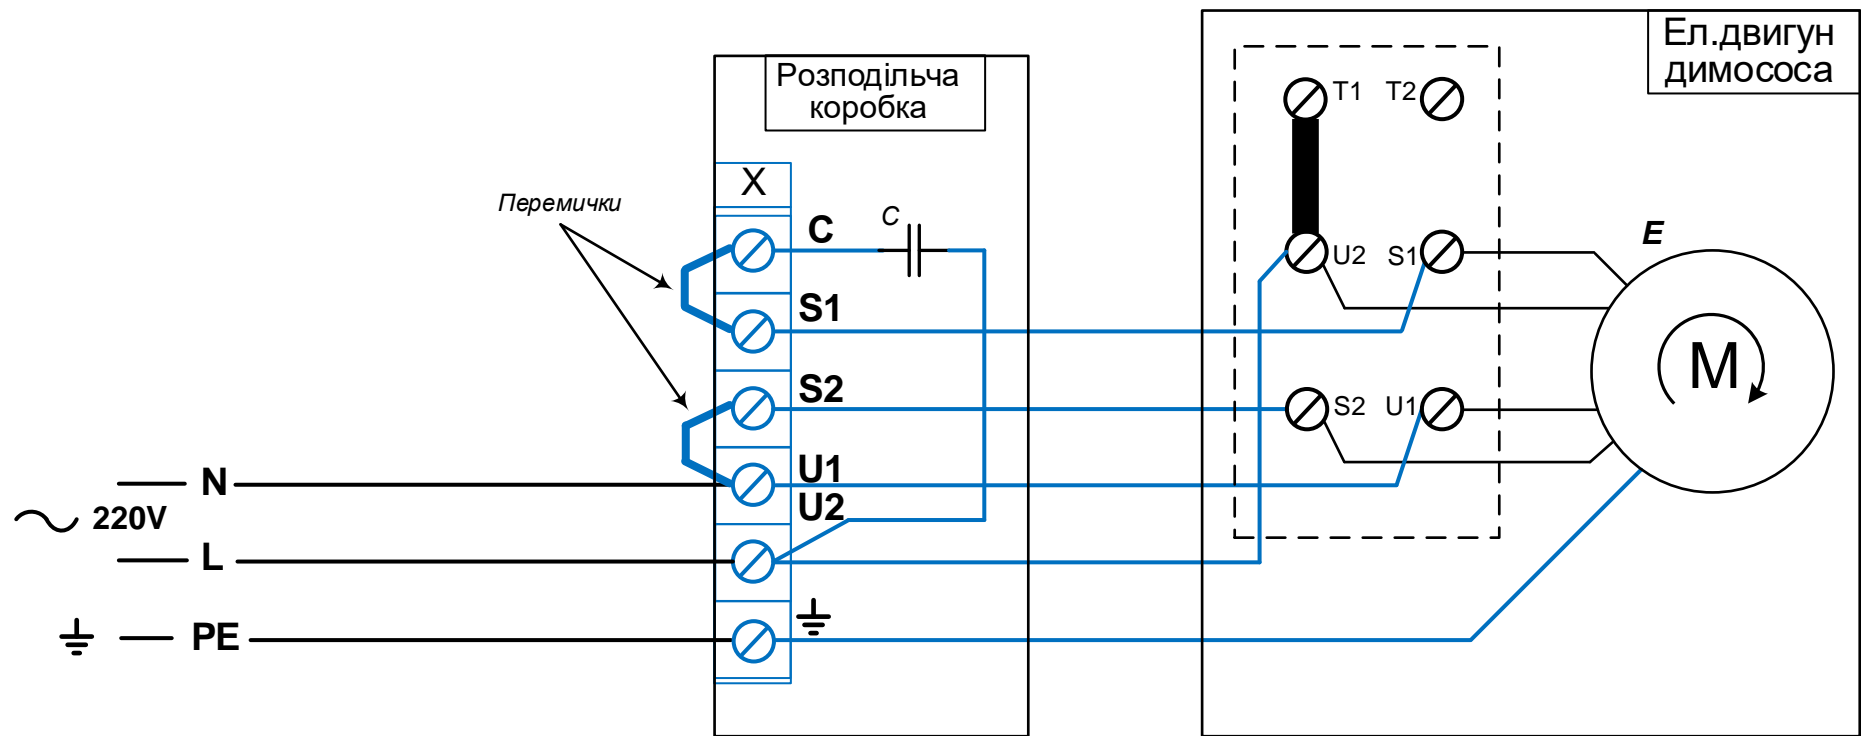 Ел.двигун
димососа
Розподільча
коробка
T1
T2
X
Перемички
C
C
U2
S1
E
S1
M
S2
S2
U1
N
U1
220V
U2
L
PE